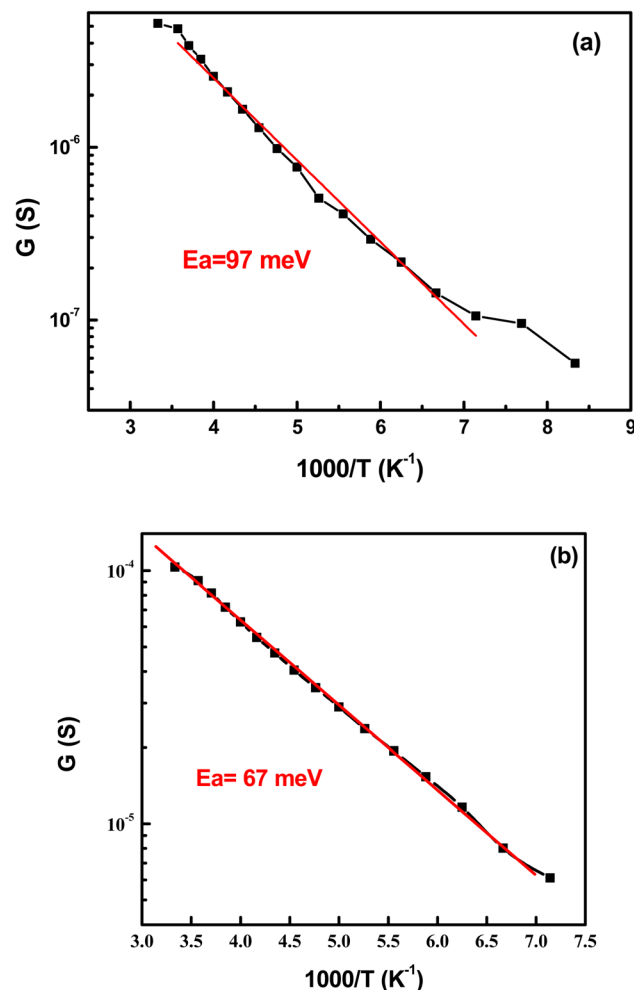 (a)
G (S)
10⁻⁶
10⁻⁷
Ea=97 meV
3 4 5 6 7 8 9
1000/T (K⁻¹)
(b)
G (S)
10⁻⁴
10⁻⁵
Ea= 67 meV
3.0 3.5 4.0 4.5 5.0 5.5 6.0 6.5 7.0 7.5
1000/T (K⁻¹)